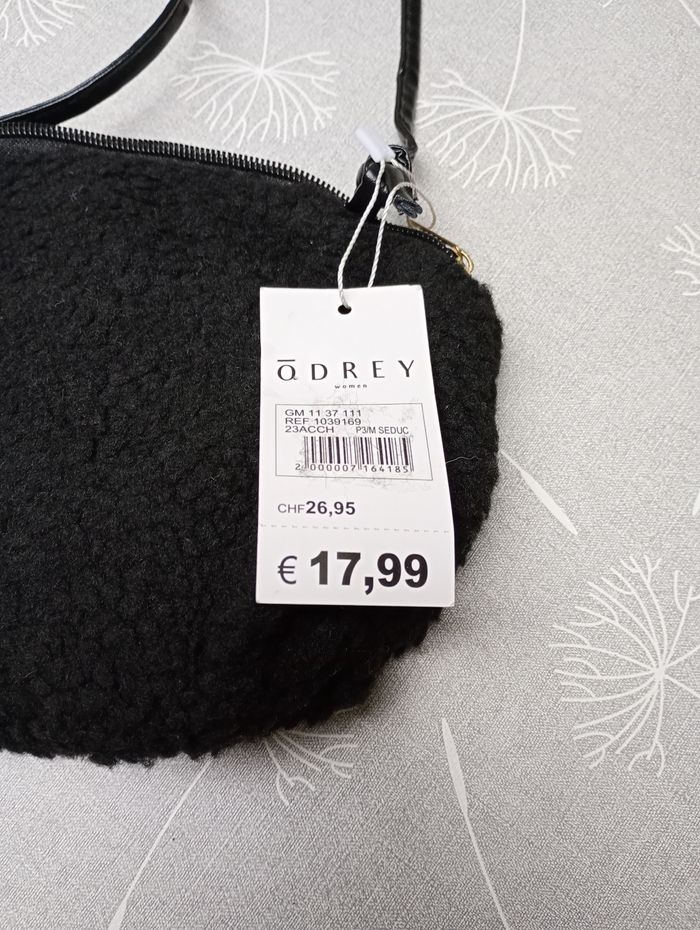 ODREY
women
GM 11 37 111
REF 1039169
23ACCH P3/M SEDUC
2 000007 164185
CHF26,95
€ 17,99